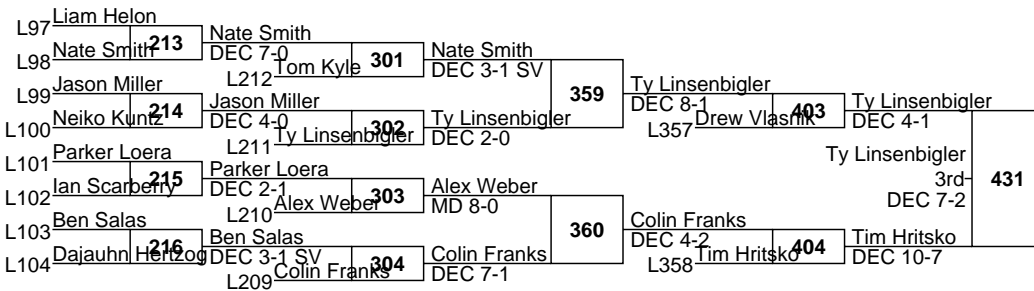 Liam Helon
L97
213
Nate Smith
L98
Nate Smith
DEC 7-0
301
L212
Tom Kyle
Nate Smith
DEC 3-1 SV
359
Jason Miller
L99
214
Neiko Kuntz
L100
Jason Miller
DEC 4-0
302
L211
Ty Linsenbigler
Ty Linsenbigler
DEC 2-0
Ty Linsenbigler
DEC 8-1
403
L357
Drew Vlasnik
Ty Linsenbigler
DEC 4-1
Parker Loera
L101
215
Ian Scarberry
L102
Parker Loera
DEC 2-1
303
L210
Alex Weber
Alex Weber
MD 8-0
360
Ben Salas
L103
216
Dajauhn Hertzog
L104
Ben Salas
DEC 3-1 SV
304
L209
Colin Franks
Colin Franks
DEC 7-1
Colin Franks
DEC 4-2
404
L358
Tim Hritsko
Tim Hritsko
DEC 10-7
431
Ty Linsenbigler
3rd
DEC 7-2